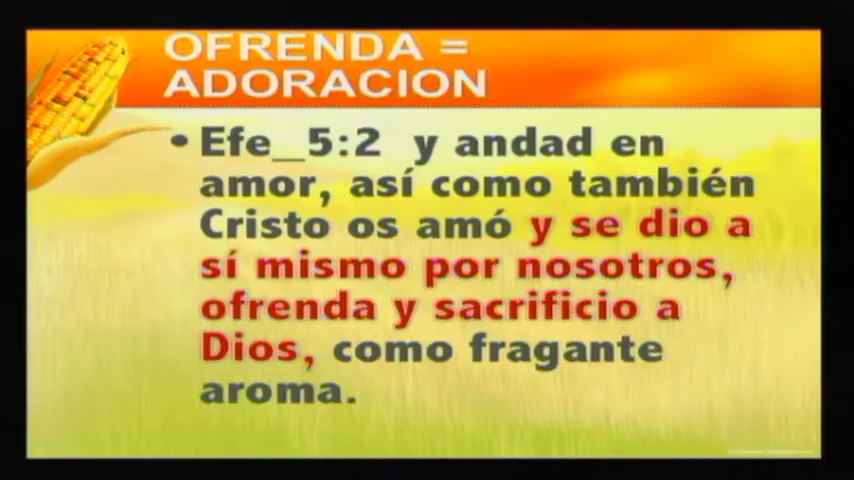 OFRENDA =
ADORACION
• Efe_5:2 y andad en
amor, así como también
Cristo os amó y se dio a
sí mismo por nosotros,
ofrenda y sacrificio a
Dios, como fragante
aroma.